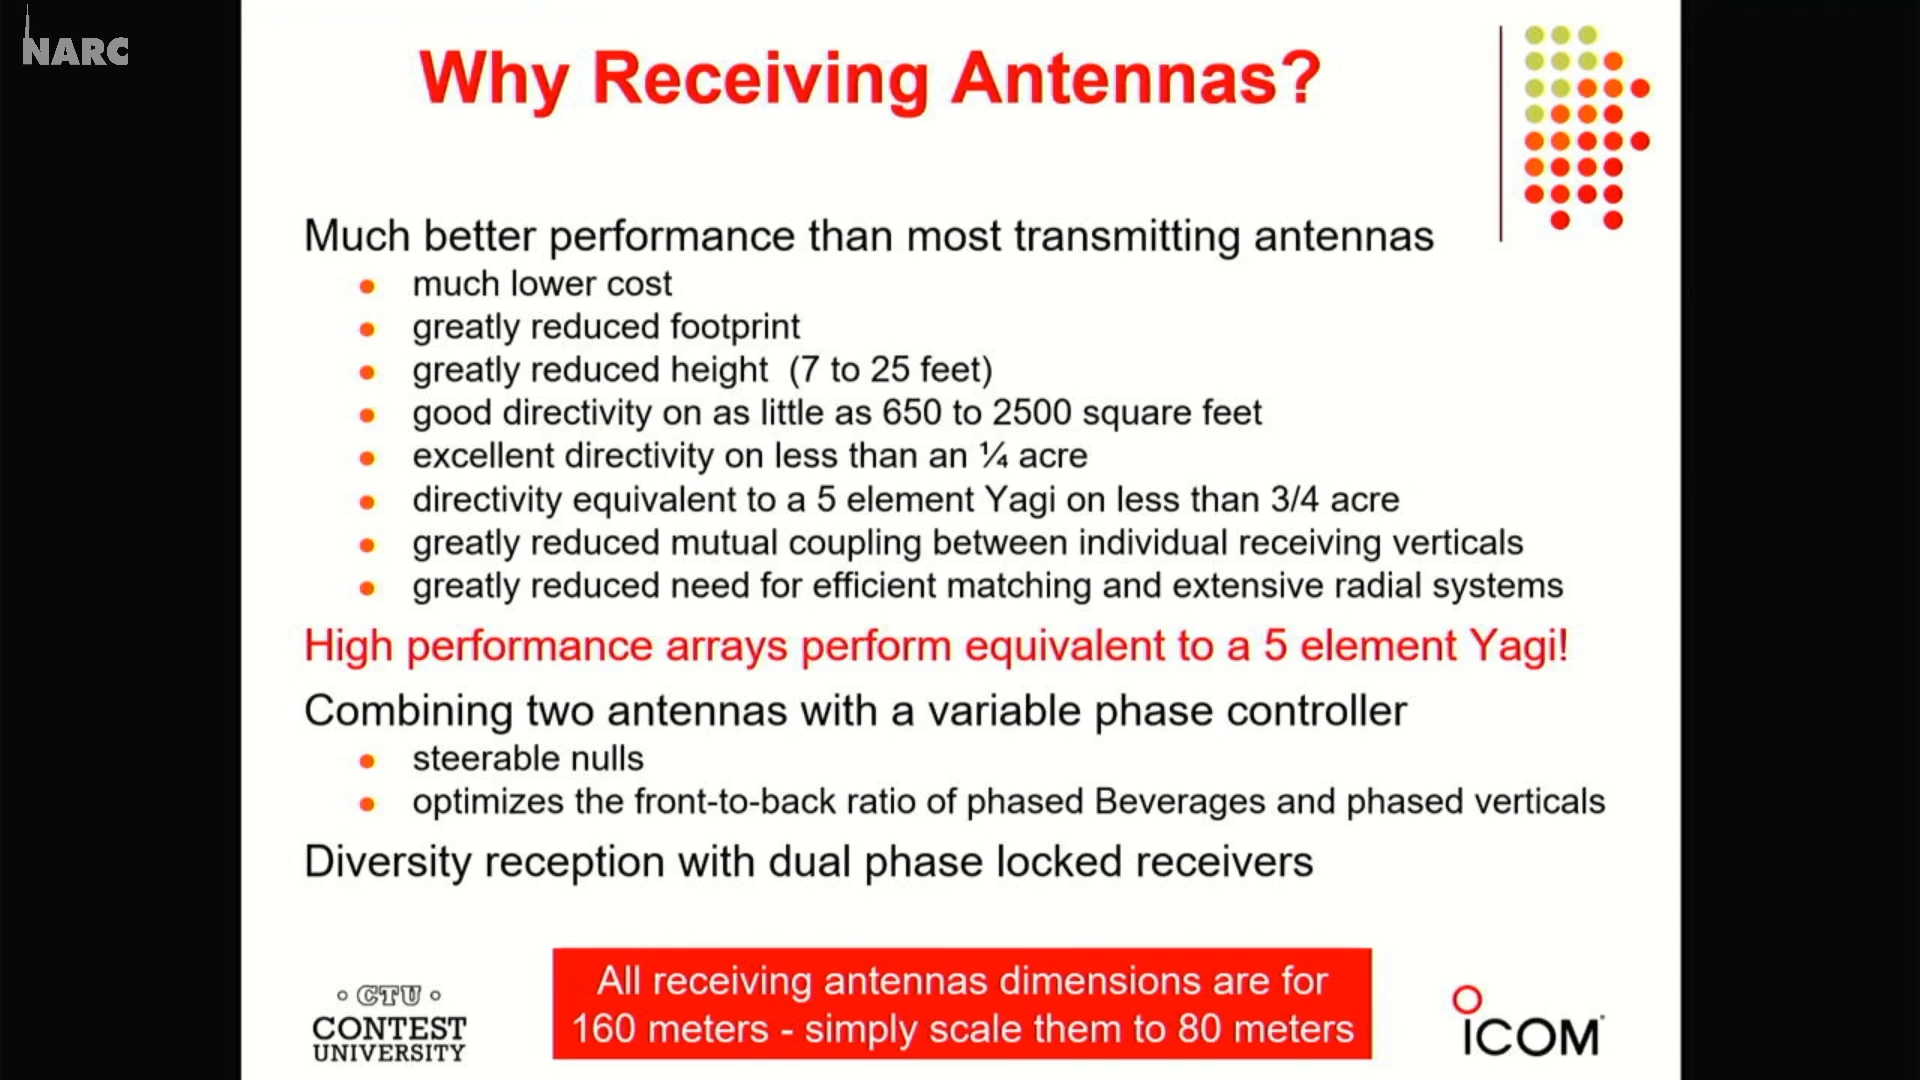 NARC
Why Receiving Antennas?
Much better performance than most transmitting antennas
● much lower cost
● greatly reduced footprint
● greatly reduced height (7 to 25 feet)
● good directivity on as little as 650 to 2500 square feet
● excellent directivity on less than an ¼ acre
● directivity equivalent to a 5 element Yagi on less than 3/4 acre
● greatly reduced mutual coupling between individual receiving verticals
● greatly reduced need for efficient matching and extensive radial systems
High performance arrays perform equivalent to a 5 element Yagi!
Combining two antennas with a variable phase controller
● steerable nulls
● optimizes the front-to-back ratio of phased Beverages and phased verticals
Diversity reception with dual phase locked receivers
CTU
CONTEST
UNIVERSITY
All receiving antennas dimensions are for
160 meters - simply scale them to 80 meters
ICOM